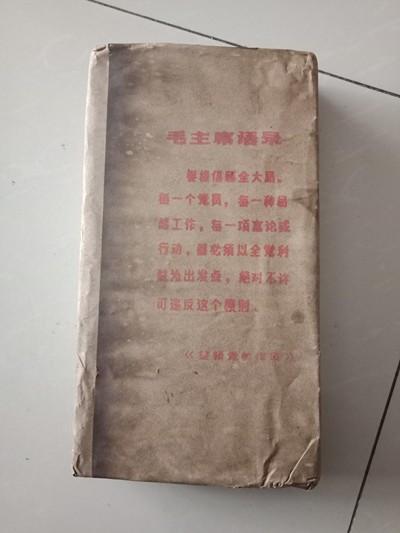 毛主席语录
要提倡顾全大局。
每一个党员，每一种局
部工作，每一项言论或
行动，都必须以全党利
益为出发点，绝对不许
可违反这个原则。
《整顿党的作风》